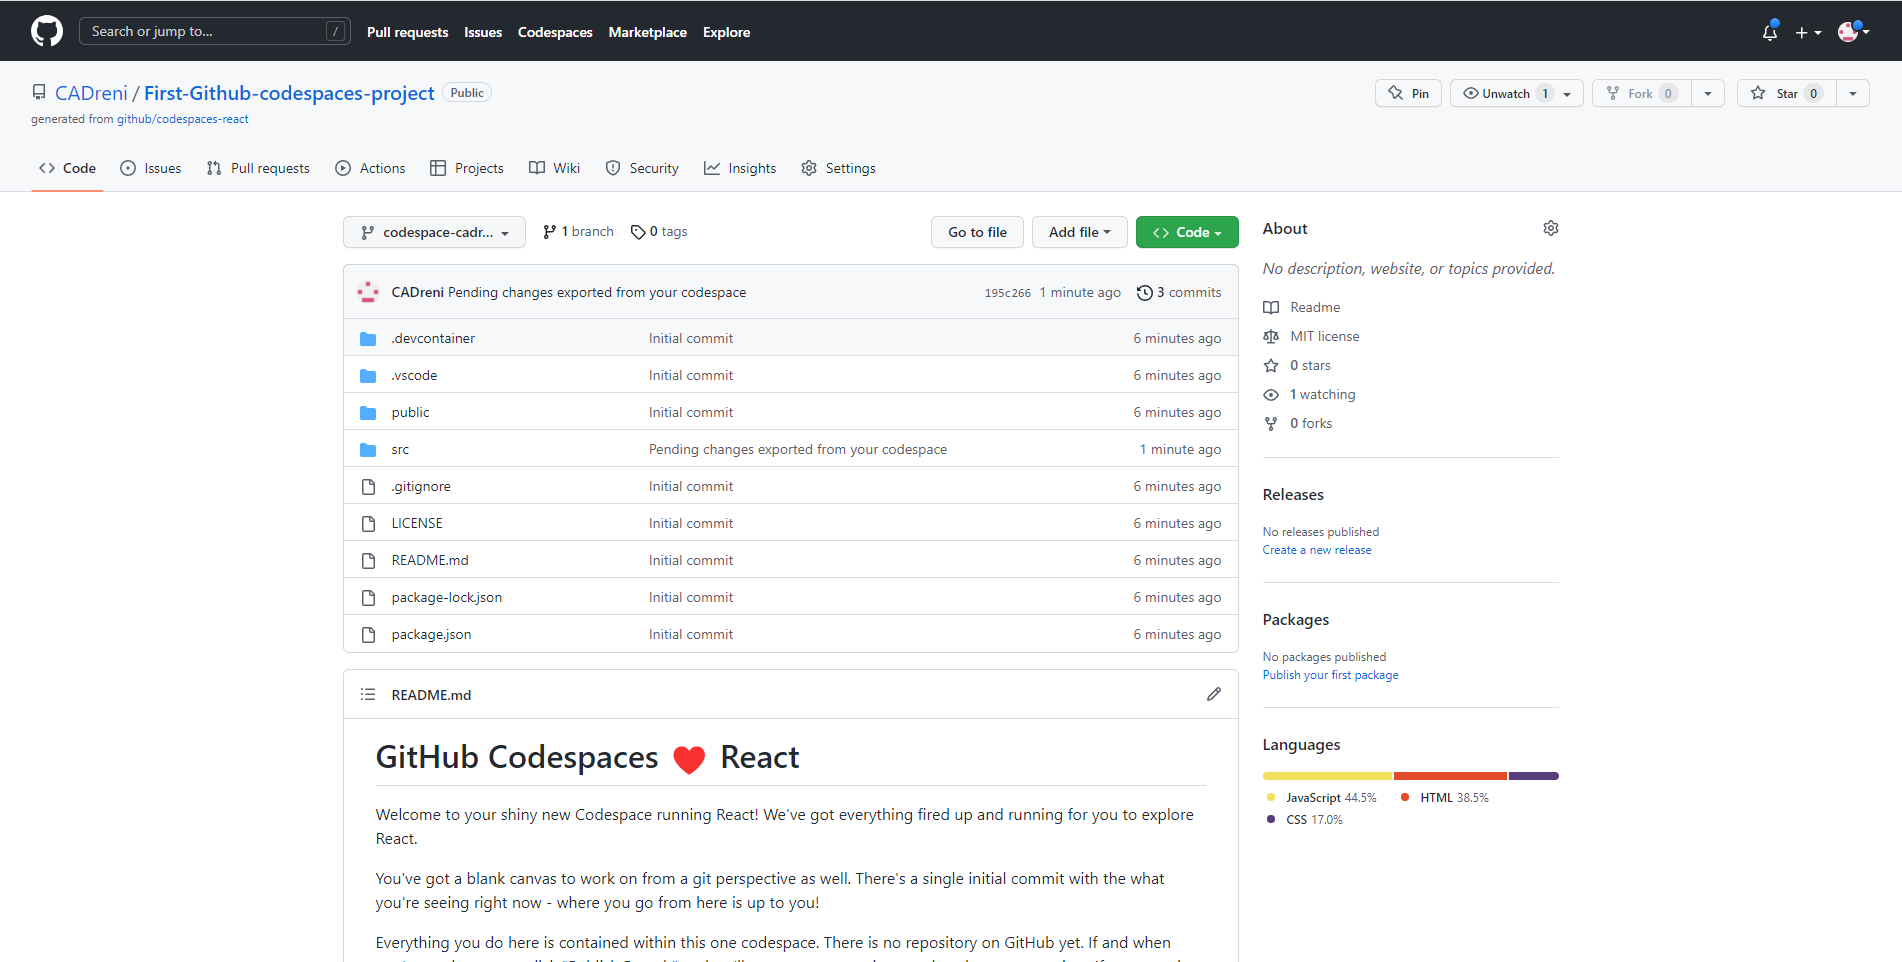 Search or jump to... /
Pull requests Issues Codespaces Marketplace Explore
CADreni / First-Github-codespaces-project Public
generated from github/codespaces-react
Pin Unwatch 1 Fork 0 Star 0
Code Issues Pull requests Actions Projects Wiki Security Insights Settings
codespace-cadr... 1 branch 0 tags Go to file Add file Code
CADreni Pending changes exported from your codespace 195c266 1 minute ago 3 commits
.devcontainer Initial commit 6 minutes ago
.vscode Initial commit 6 minutes ago
public Initial commit 6 minutes ago
src Pending changes exported from your codespace 1 minute ago
.gitignore Initial commit 6 minutes ago
LICENSE Initial commit 6 minutes ago
README.md Initial commit 6 minutes ago
package-lock.json Initial commit 6 minutes ago
package.json Initial commit 6 minutes ago
README.md
GitHub Codespaces ♥️ React
Welcome to your shiny new Codespace running React! We've got everything fired up and running for you to explore
React.
You've got a blank canvas to work on from a git perspective as well. There's a single initial commit with the what
you're seeing right now - where you go from here is up to you!
Everything you do here is contained within this one codespace. There is no repository on GitHub yet. If and when
About
No description, website, or topics provided.
Readme
MIT license
0 stars
1 watching
0 forks
Releases
No releases published
Create a new release
Packages
No packages published
Publish your first package
Languages
JavaScript 44.5% HTML 38.5%
CSS 17.0%